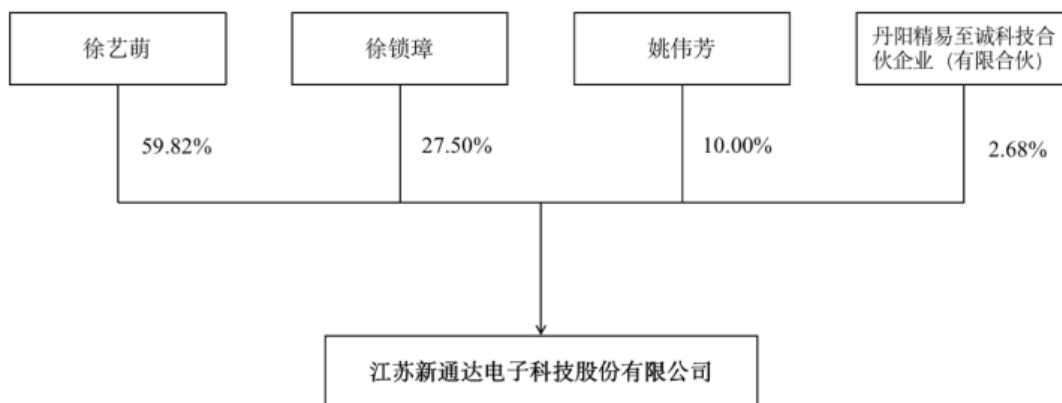 徐艺萌
徐锁璋
姚伟芳
丹阳精易至诚科技合
伙企业（有限合伙）
59.82%
27.50%
10.00%
2.68%
江苏新通达电子科技股份有限公司